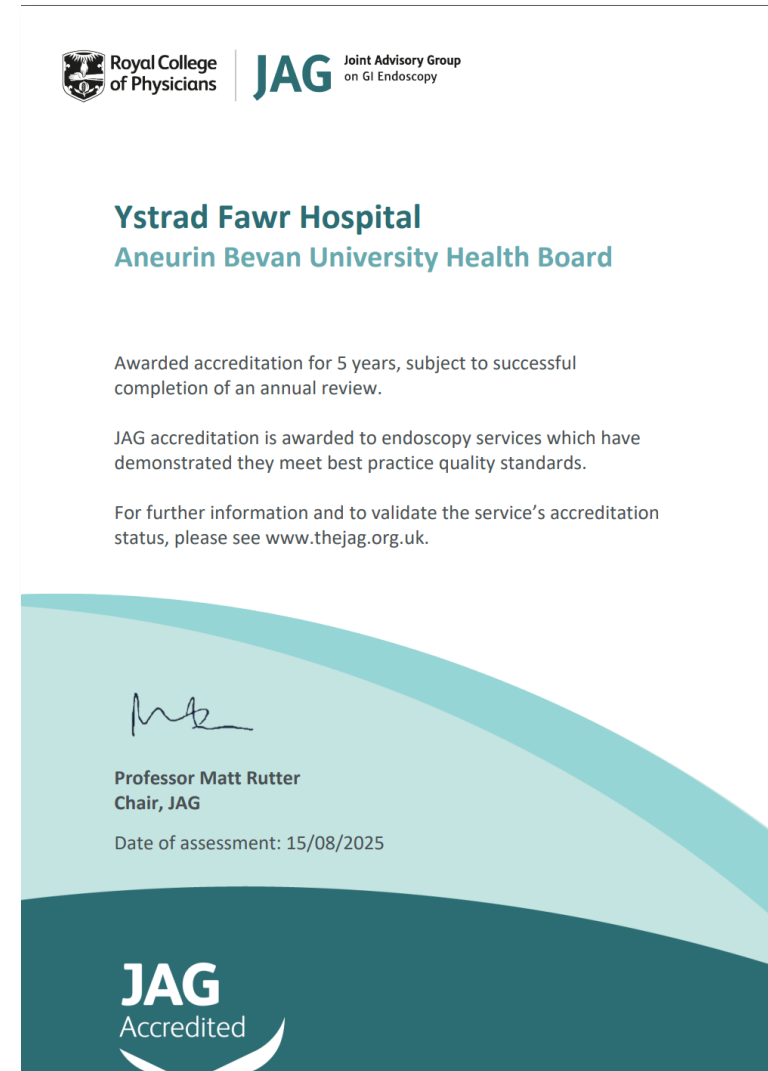 Royal College
of Physicians
JAG
Joint Advisory Group
on GI Endoscopy
Ystrad Fawr Hospital
Aneurin Bevan University Health Board
Awarded accreditation for 5 years, subject to successful
completion of an annual review.
JAG accreditation is awarded to endoscopy services which have
demonstrated they meet best practice quality standards.
For further information and to validate the service’s accreditation
status, please see www.thejag.org.uk.
Professor Matt Rutter
Chair, JAG
Date of assessment: 15/08/2025
JAG
Accredited